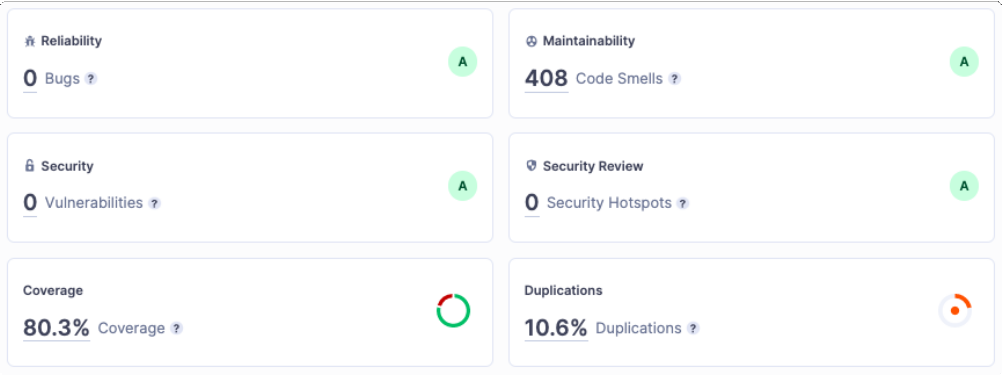 Reliability
0 Bugs ?
A
Maintainability
408 Code Smells ?
A
Security
0 Vulnerabilities ?
A
Security Review
0 Security Hotspots ?
A
Coverage
80.3% Coverage ?
Duplications
10.6% Duplications ?